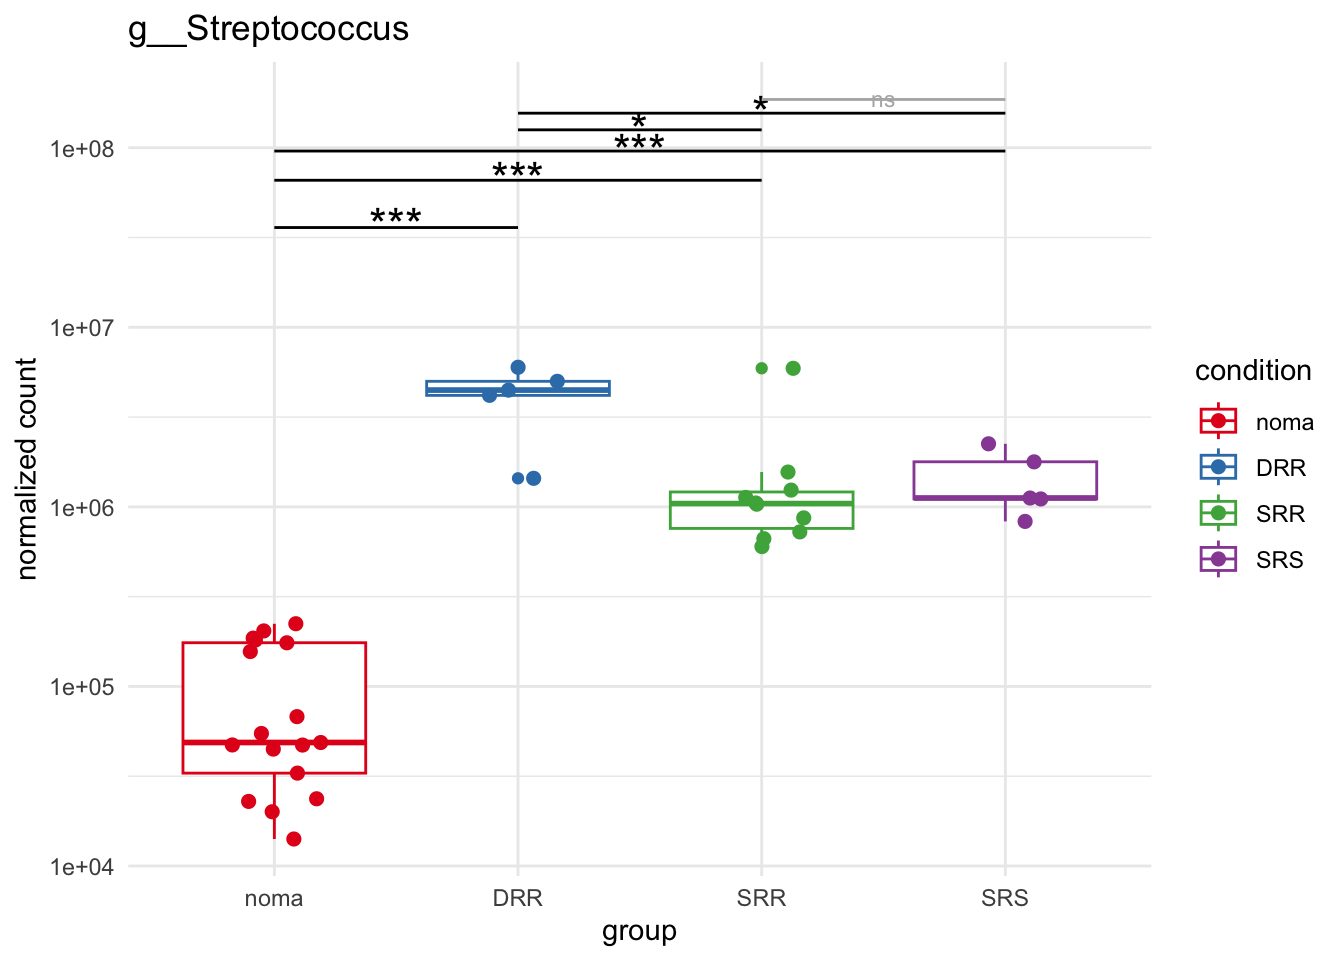 g__Streptococcus
ns
*
*
***
1e+08
***
***
1e+07
1e+06
1e+05
1e+04
normalized count
noma
DRR
SRR
SRS
group
condition
noma
DRR
SRR
SRS